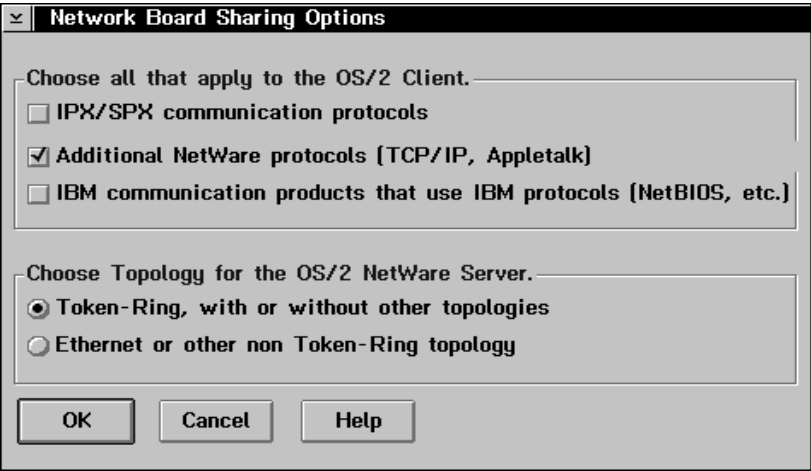 Network Board Sharing Options
Choose all that apply to the OS/2 Client.
IPX/SPX communication protocols
Additional NetWare protocols (TCP/IP, Appletalk)
IBM communication products that use IBM protocols (NetBIOS, etc.)
Choose Topology for the OS/2 NetWare Server.
Token-Ring, with or without other topologies
Ethernet or other non Token-Ring topology
OK Cancel Help